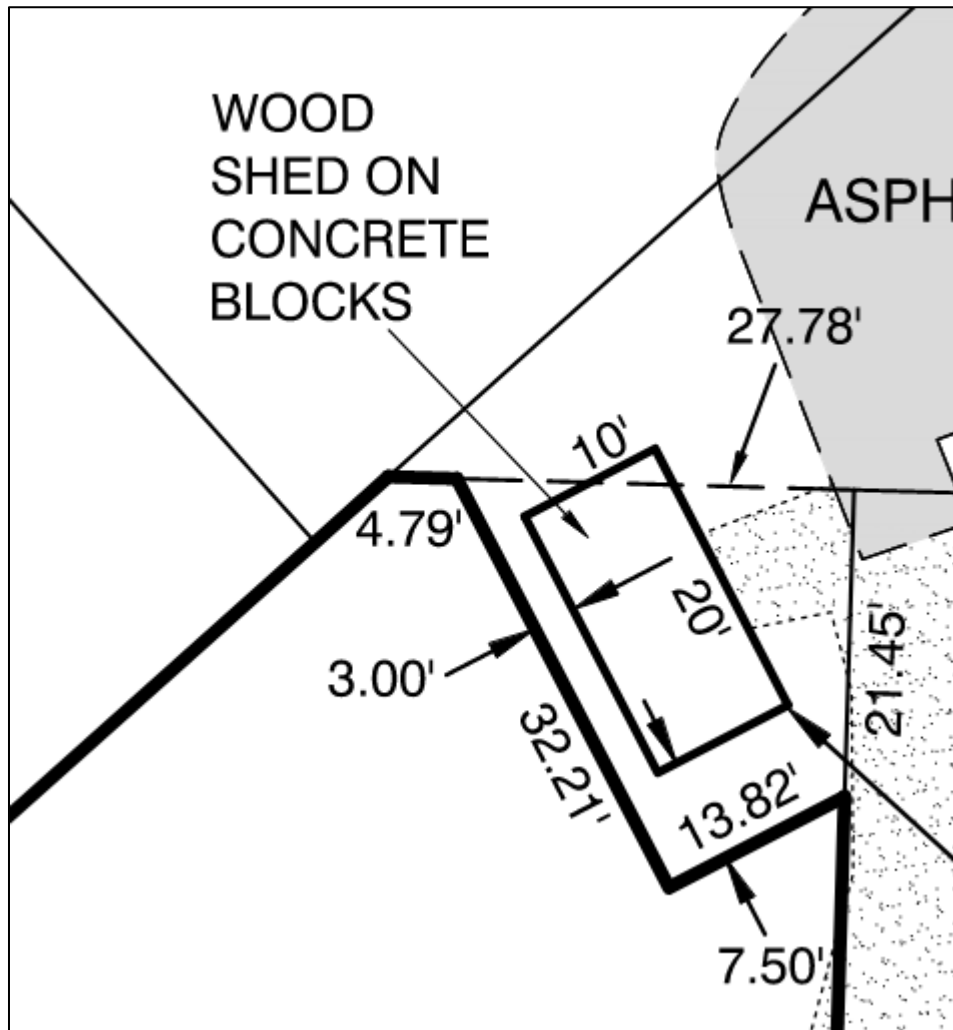 WOOD
SHED ON
CONCRETE
BLOCKS
ASPH
27.78'
10'
4.79'
20'
3.00'
21.45'
32.21'
13.82'
7.50'